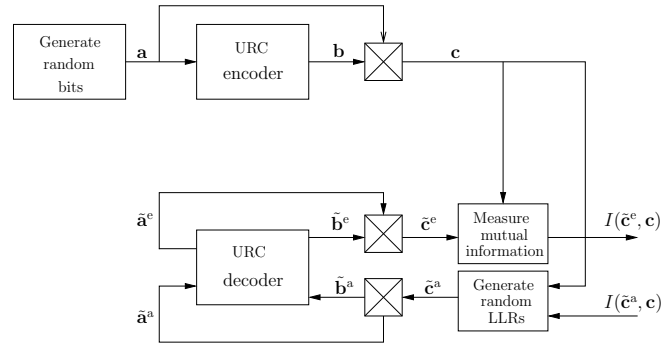 Generate
random
bits
a
URC
encoder
b
c
ã^e
URC
decoder
b̃^e
c̃^e
Measure
mutual
information
I(c̃^e, c)
ã^a
b̃^a
c̃^a
Generate
random
LLRs
I(c̃^a, c)